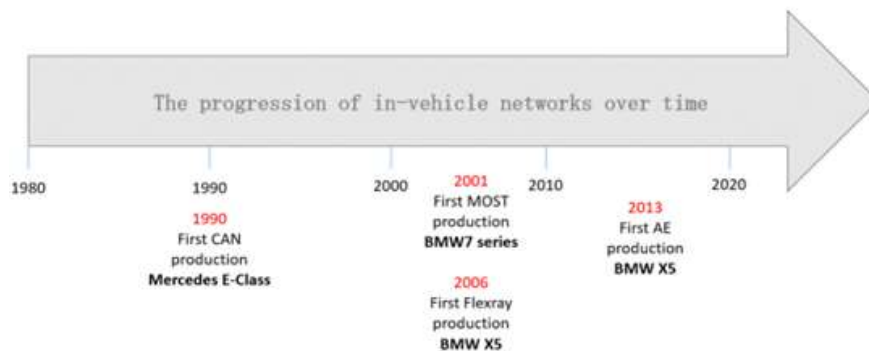 The progression of in-vehicle networks over time
1980
1990
2000
2010
2020
1990
First CAN
production
Mercedes E-Class
2001
First MOST
production
BMW7 series
2006
First Flexray
production
BMW X5
2013
First AE
production
BMW X5